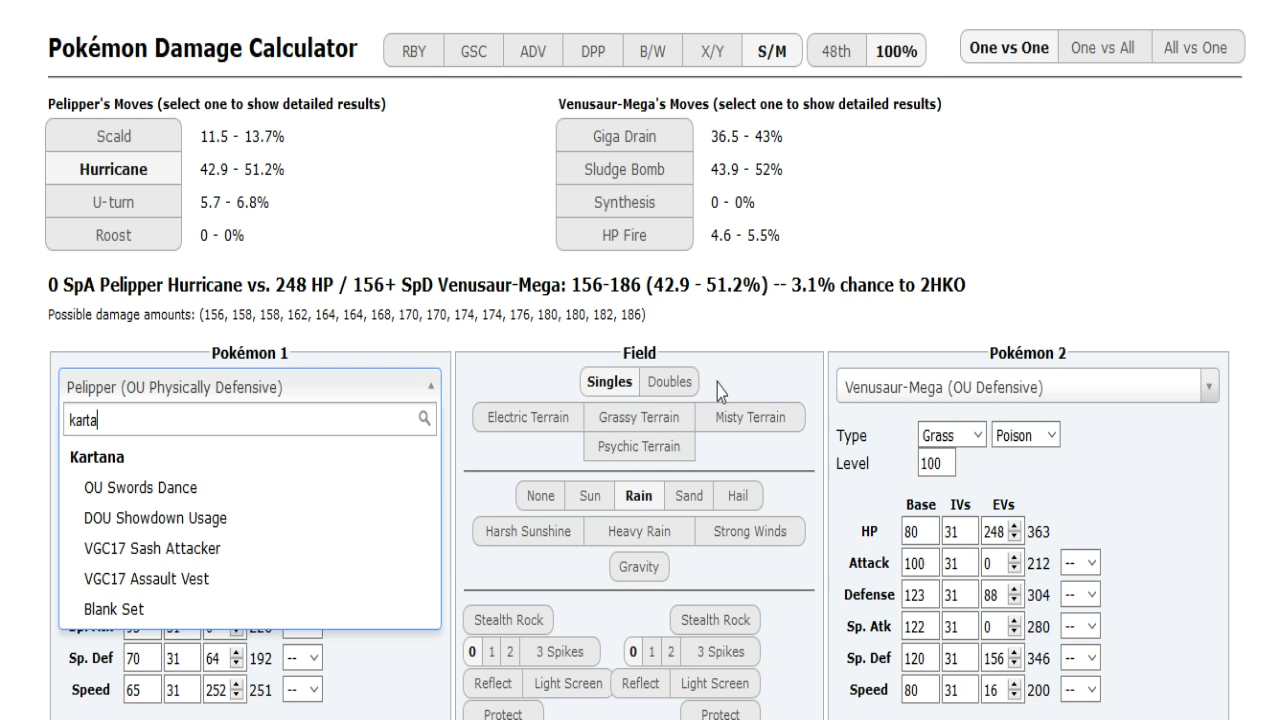 Pokémon Damage Calculator RBY GSC ADV DPP B/W X/Y S/M 48th 100% One vs One One vs All All vs One
Pelipper's Moves (select one to show detailed results) Venusaur-Mega's Moves (select one to show detailed results)
Scald 11.5 - 13.7% Giga Drain 36.5 - 43%
Hurricane 42.9 - 51.2% Sludge Bomb 43.9 - 52%
U-turn 5.7 - 6.8% Synthesis 0 - 0%
Roost 0 - 0% HP Fire 4.6 - 5.5%
0 SpA Pelipper Hurricane vs. 248 HP / 156+ SpD Venusaur-Mega: 156-186 (42.9 - 51.2%) -- 3.1% chance to 2HKO
Possible damage amounts: (156, 158, 158, 162, 164, 164, 168, 170, 170, 174, 174, 176, 180, 180, 182, 186)
Pokémon 1
Pelipper (OU Physically Defensive)
karta
Kartana
OU Swords Dance
DOU Showdown Usage
VGC17 Sash Attacker
VGC17 Assault Vest
Blank Set
Sp. Def 70 31 64 192 --
Speed 65 31 252 251 --
Field
Singles Doubles
Electric Terrain Grassy Terrain Misty Terrain
Psychic Terrain
None Sun Rain Sand Hail
Harsh Sunshine Heavy Rain Strong Winds
Gravity
Stealth Rock Stealth Rock
0 1 2 3 Spikes 0 1 2 3 Spikes
Reflect Light Screen Reflect Light Screen
Protect Protect
Pokémon 2
Venusaur-Mega (OU Defensive)
Type Grass Poison
Level 100
Base IVs EVs
HP 80 31 248 363
Attack 100 31 0 212 --
Defense 123 31 88 304 --
Sp. Atk 122 31 0 280 --
Sp. Def 120 31 156 346 --
Speed 80 31 16 200 --